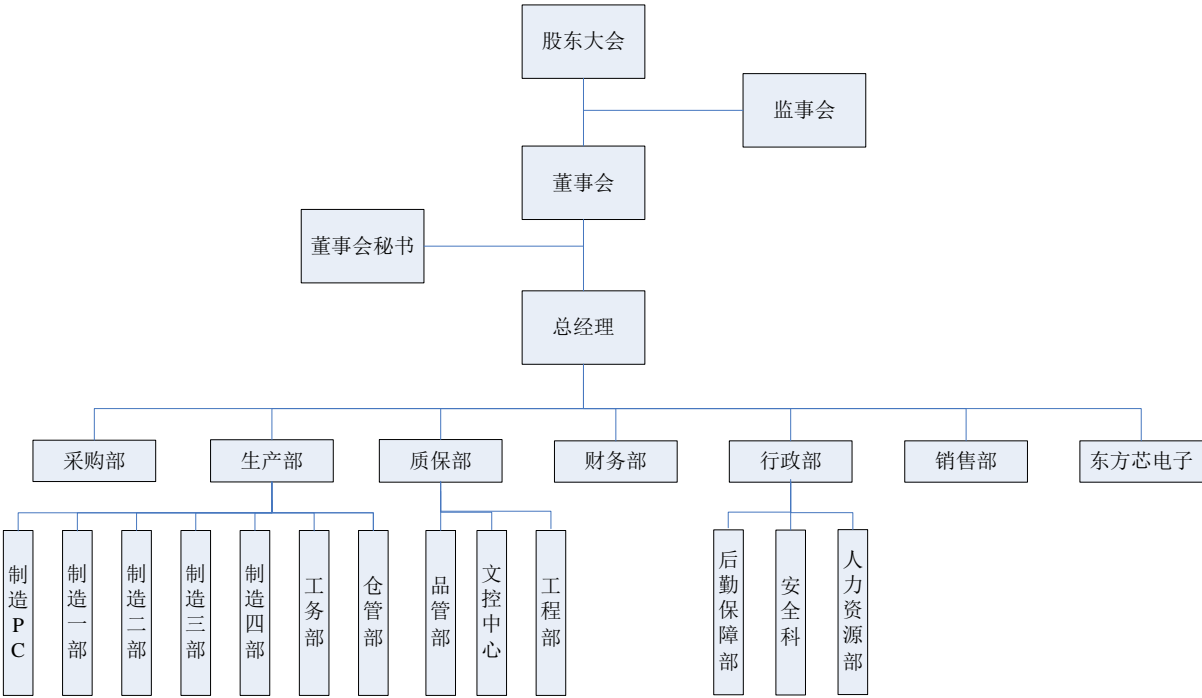 股东大会
监事会
董事会
董事会秘书
总经理
采购部
生产部
质保部
财务部
行政部
销售部
东方芯电子
制造PC
制造一部
制造二部
制造三部
制造四部
工务部
仓管部
品管部
文控中心
工程部
后勤保障部
安全科
人力资源部